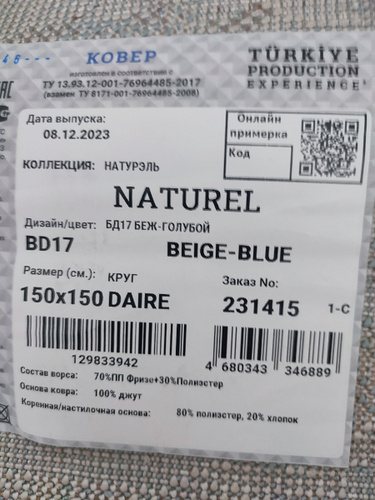 КОВЕР
изготовлен в соответствии с
ТУ 13.93.12-001-76964485-2017
(взамен ТУ 8171-001-76964485-2008)
TÜRKİYE
PRODUCTION
EXPERIENCE
Дата выпуска:
08.12.2023
Онлайн
примерка
Код
КОЛЛЕКЦИЯ: НАТУРЭЛЬ
NATUREL
Дизайн/цвет: БД17 БЕЖ-ГОЛУБОЙ
BD17 BEIGE-BLUE
Размер (см.): КРУГ
Заказ No:
150x150 DAIRE
231415 1-C
129833942
4 680343 346889
Состав ворса: 70%ПП Фризе+30%Полиэстер
Основа ковра: 100% джут
Коренная/настилочная основа: 80% полиэстер, 20% хлопок